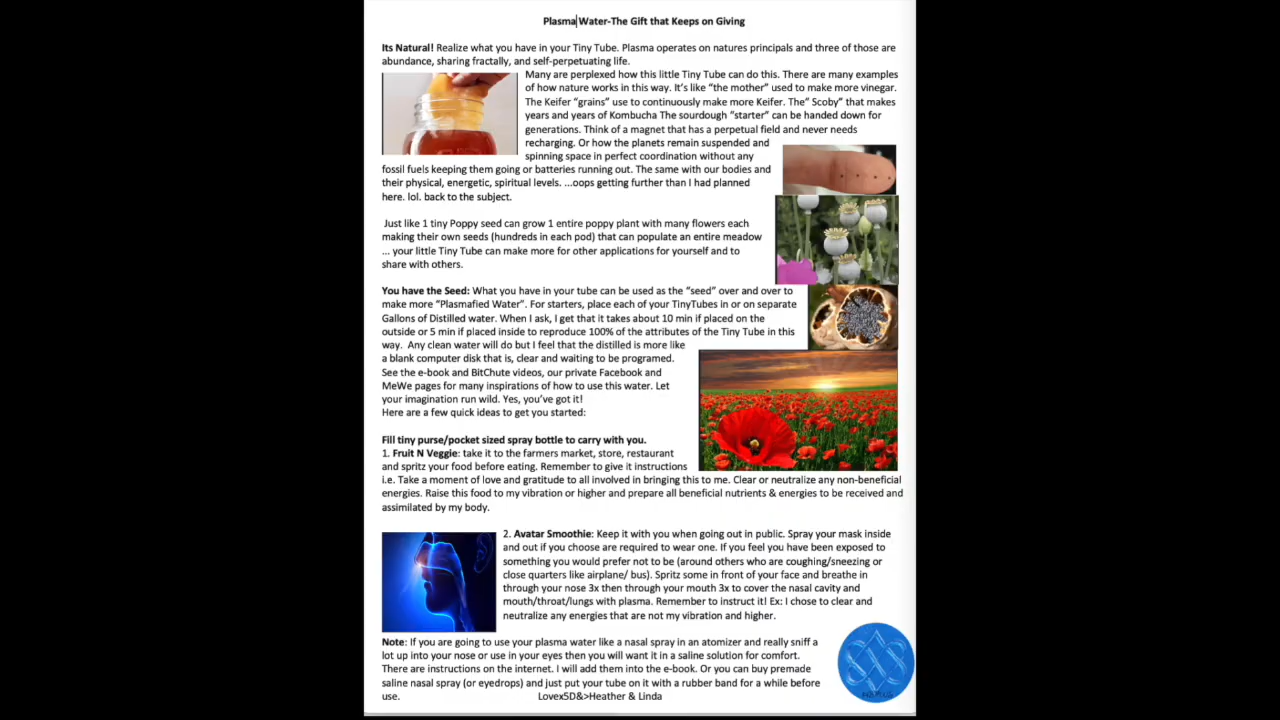 Plasma Water-The Gift that Keeps on Giving
Its Natural! Realize what you have in your Tiny Tube. Plasma operates on natures principals and three of those are
abundance, sharing fractally, and self-perpetuating life.
Many are perplexed how this little Tiny Tube can do this. There are many examples
of how nature works in this way. It's like "the mother" used to make more vinegar.
The Keifer "grains" use to continuously make more Keifer. The" Scoby" that makes
years and years of Kombucha The sourdough "starter" can be handed down for
generations. Think of a magnet that has a perpetual field and never needs
recharging. Or how the planets remain suspended and
spinning space in perfect coordination without any
fossil fuels keeping them going or batteries running out. The same with our bodies and
their physical, energetic, spiritual levels. ...oops getting further than I had planned
here. lol. back to the subject.
Just like 1 tiny Poppy seed can grow 1 entire poppy plant with many flowers each
making their own seeds (hundreds in each pod) that can populate an entire meadow
... your little Tiny Tube can make more for other applications for yourself and to
share with others.
You have the Seed: What you have in your tube can be used as the "seed" over and over to
make more "Plasmafied Water". For starters, place each of your TinyTubes in or on separate
Gallons of Distilled water. When I ask, I get that it takes about 10 min if placed on the
outside or 5 min if placed inside to reproduce 100% of the attributes of the Tiny Tube in this
way. Any clean water will do but I feel that the distilled is more like
a blank computer disk that is, clear and waiting to be programed.
See the e-book and BitChute videos, our private Facebook and
MeWe pages for many inspirations of how to use this water. Let
your imagination run wild. Yes, you've got it!
Here are a few quick ideas to get you started:
Fill tiny purse/pocket sized spray bottle to carry with you.
1. Fruit N Veggie: take it to the farmers market, store, restaurant
and spritz your food before eating. Remember to give it instructions
i.e. Take a moment of love and gratitude to all involved in bringing this to me. Clear or neutralize any non-beneficial
energies. Raise this food to my vibration or higher and prepare all beneficial nutrients & energies to be received and
assimilated by my body.
2. Avatar Smoothie: Keep it with you when going out in public. Spray your mask inside
and out if you choose are required to wear one. If you feel you have been exposed to
something you would prefer not to be (around others who are coughing/sneezing or
close quarters like airplane/ bus). Spritz some in front of your face and breathe in
through your nose 3x then through your mouth 3x to cover the nasal cavity and
mouth/throat/lungs with plasma. Remember to instruct it! Ex: I chose to clear and
neutralize any energies that are not my vibration and higher.
Note: If you are going to use your plasma water like a nasal spray in an atomizer and really sniff a
lot up into your nose or use in your eyes then you will want it in a saline solution for comfort.
There are instructions on the internet. I will add them into the e-book. Or you can buy premade
saline nasal spray (or eyedrops) and just put your tube on it with a rubber band for a while before
use. Lovex5D&>Heather & Linda